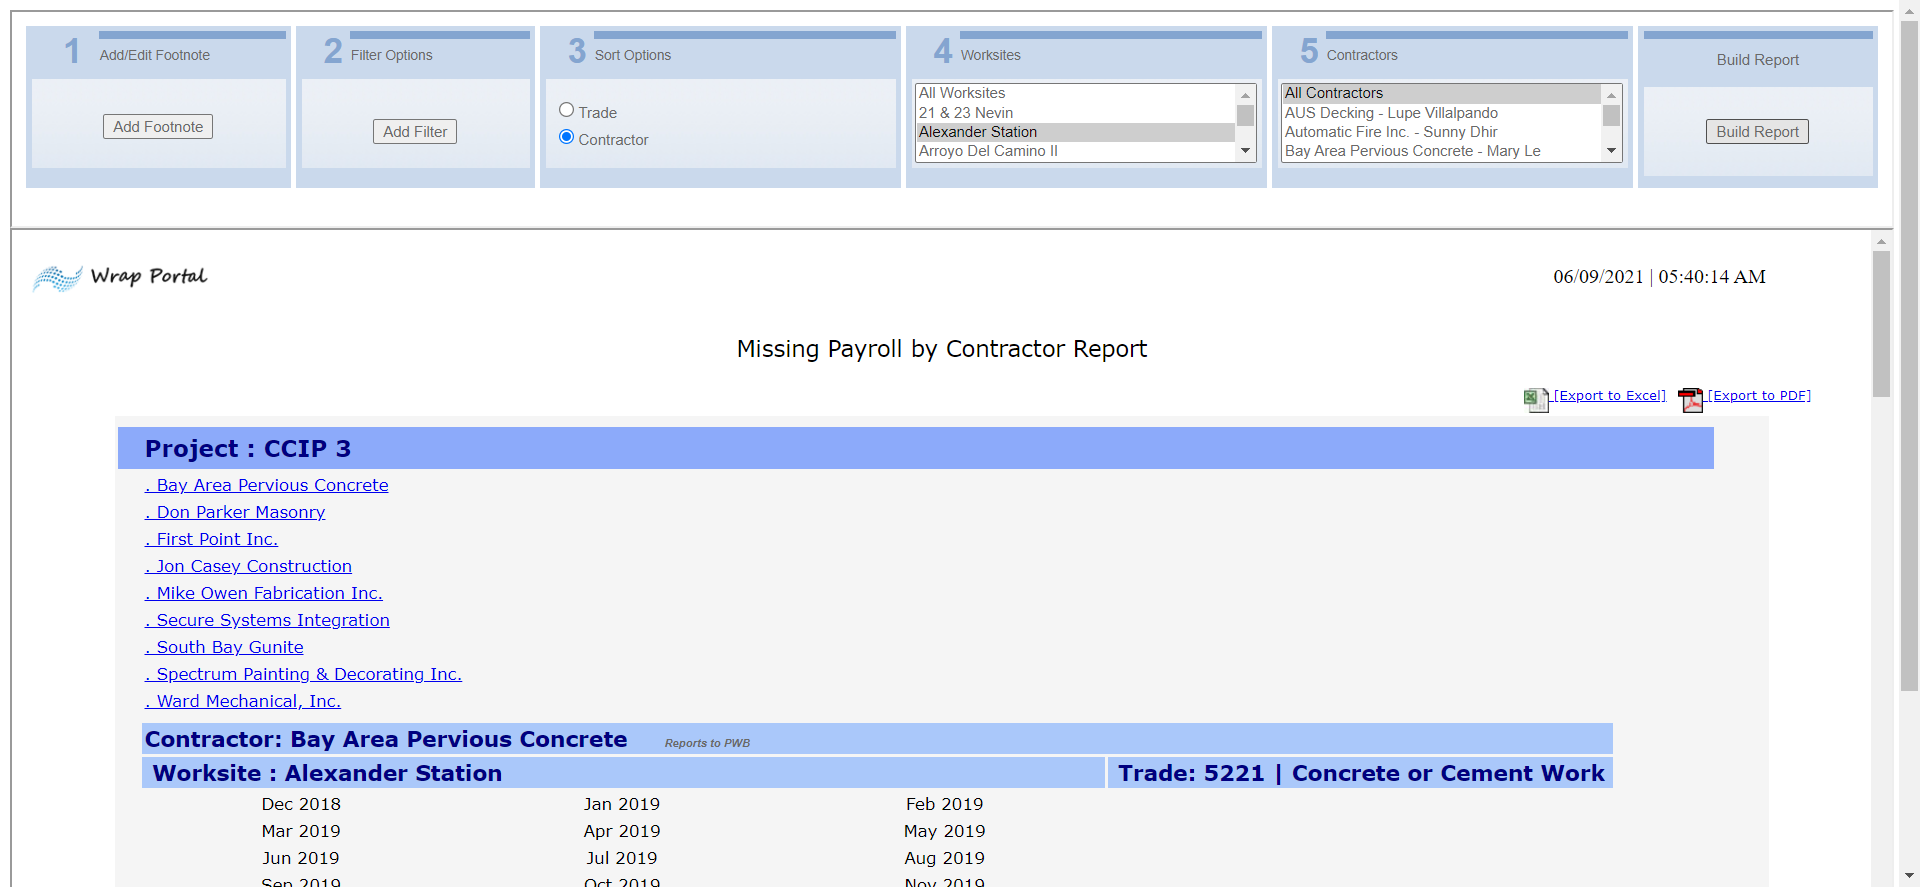 1 Add/Edit Footnote
Add Footnote
2 Filter Options
Add Filter
3 Sort Options
Trade
Contractor
4 Worksites
All Worksites
21 & 23 Nevin
Alexander Station
Arroyo Del Camino II
5 Contractors
All Contractors
AUS Decking - Lupe Villalpando
Automatic Fire Inc. - Sunny Dhir
Bay Area Pervious Concrete - Mary Le
Build Report
Build Report
Wrap Portal
06/09/2021 | 05:40:14 AM
Missing Payroll by Contractor Report
[Export to Excel] [Export to PDF]
Project : CCIP 3
. Bay Area Pervious Concrete
. Don Parker Masonry
. First Point Inc.
. Jon Casey Construction
. Mike Owen Fabrication Inc.
. Secure Systems Integration
. South Bay Gunite
. Spectrum Painting & Decorating Inc.
. Ward Mechanical, Inc.
Contractor: Bay Area Pervious Concrete Reports to PWB
Worksite : Alexander Station Trade: 5221 | Concrete or Cement Work
Dec 2018 Jan 2019 Feb 2019
Mar 2019 Apr 2019 May 2019
Jun 2019 Jul 2019 Aug 2019
Sep 2019 Oct 2019 Nov 2019